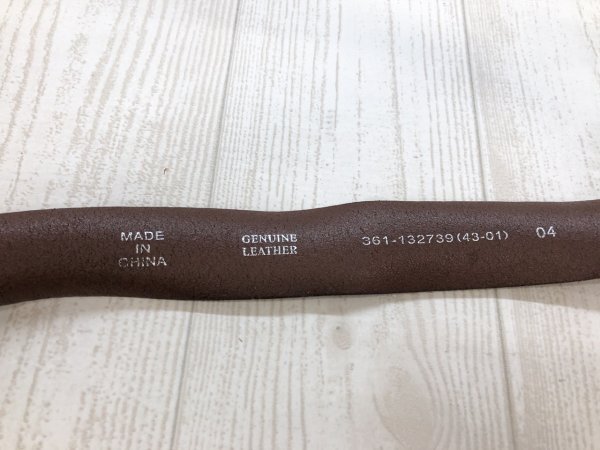 MADE
IN
CHINA
GENUINE
LEATHER
361-132739(43-01) 04